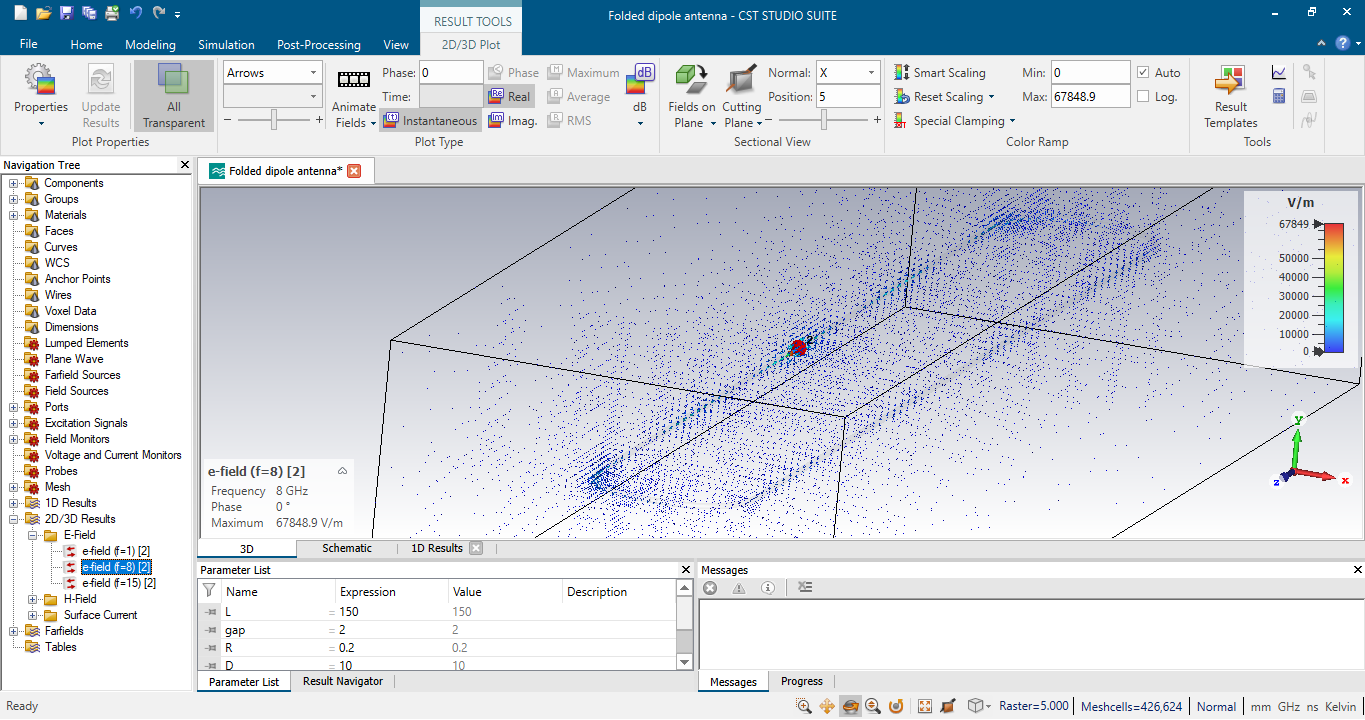 RESULT TOOLS
Folded dipole antenna - CST STUDIO SUITE
File Home Modeling Simulation Post-Processing View 2D/3D Plot
Properties
Update Results
All Transparent
Plot Properties
Arrows
Animate Fields
Phase: 0
Time:
Instantaneous
Phase
Real
Imag.
Maximum
Average
RMS
dB
dB
Plot Type
Fields on Plane
Cutting Plane
Normal: X
Position: 5
Sectional View
Smart Scaling
Reset Scaling
Special Clamping
Min: 0
Max: 67848.9
Auto
Log.
Color Ramp
Result Templates
Tools
Navigation Tree
Components
Groups
Materials
Faces
Curves
WCS
Anchor Points
Wires
Voxel Data
Dimensions
Lumped Elements
Plane Wave
Farfield Sources
Field Sources
Ports
Excitation Signals
Field Monitors
Voltage and Current Monitors
Probes
Mesh
1D Results
2D/3D Results
E-Field
e-field (f=1) [2]
e-field (f=8) [2]
e-field (f=15) [2]
H-Field
Surface Current
Farfields
Tables
Folded dipole antenna*
V/m
67849
50000
40000
30000
20000
10000
0
y
z
x
e-field (f=8) [2]
Frequency 8 GHz
Phase 0 °
Maximum 67848.9 V/m
3D Schematic 1D Results
Parameter List
Name Expression Value Description
L = 150 150
gap = 2 2
R = 0.2 0.2
D = 10 10
Parameter List Result Navigator
Messages
Messages Progress
Ready
Raster=5.000 Meshcells=426,624 Normal mm GHz ns Kelvin